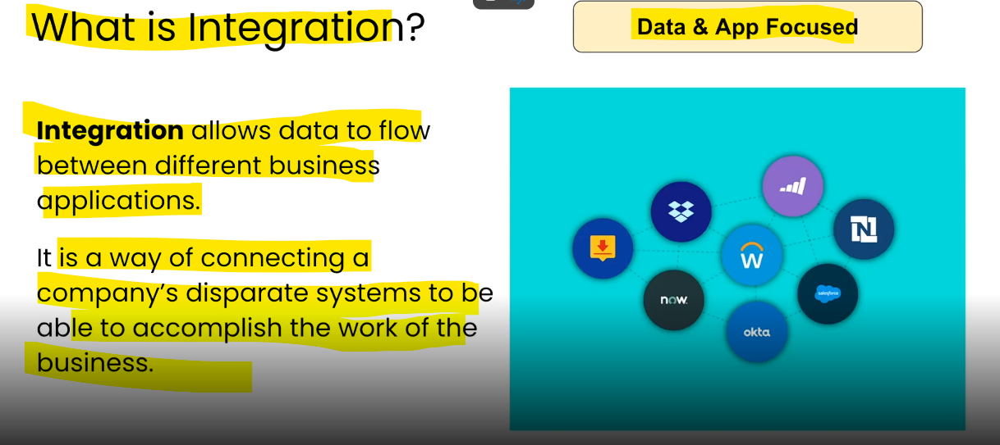 What is Integration?
Data & App Focused
Integration allows data to flow
between different business
applications.
It is a way of connecting a
company's disparate systems to be
able to accomplish the work of the
business.
N
W
now
salesforce
okta